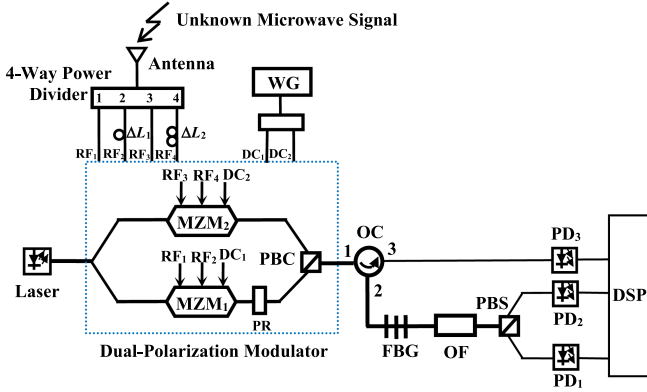 Unknown Microwave Signal
Antenna
4-Way Power
Divider
1 2 3 4
ΔL₁ ΔL₂
RF₁ RF₂ RF₃ RF₄
WG
DC₁ DC₂
RF₃ RF₄ DC₂
MZM₂
RF₁ RF₂ DC₁
MZM₁
PR
PBC
Laser
Dual-Polarization Modulator
OC
1 3
2
FBG
OF
PBS
PD₃
PD₂
PD₁
DSP